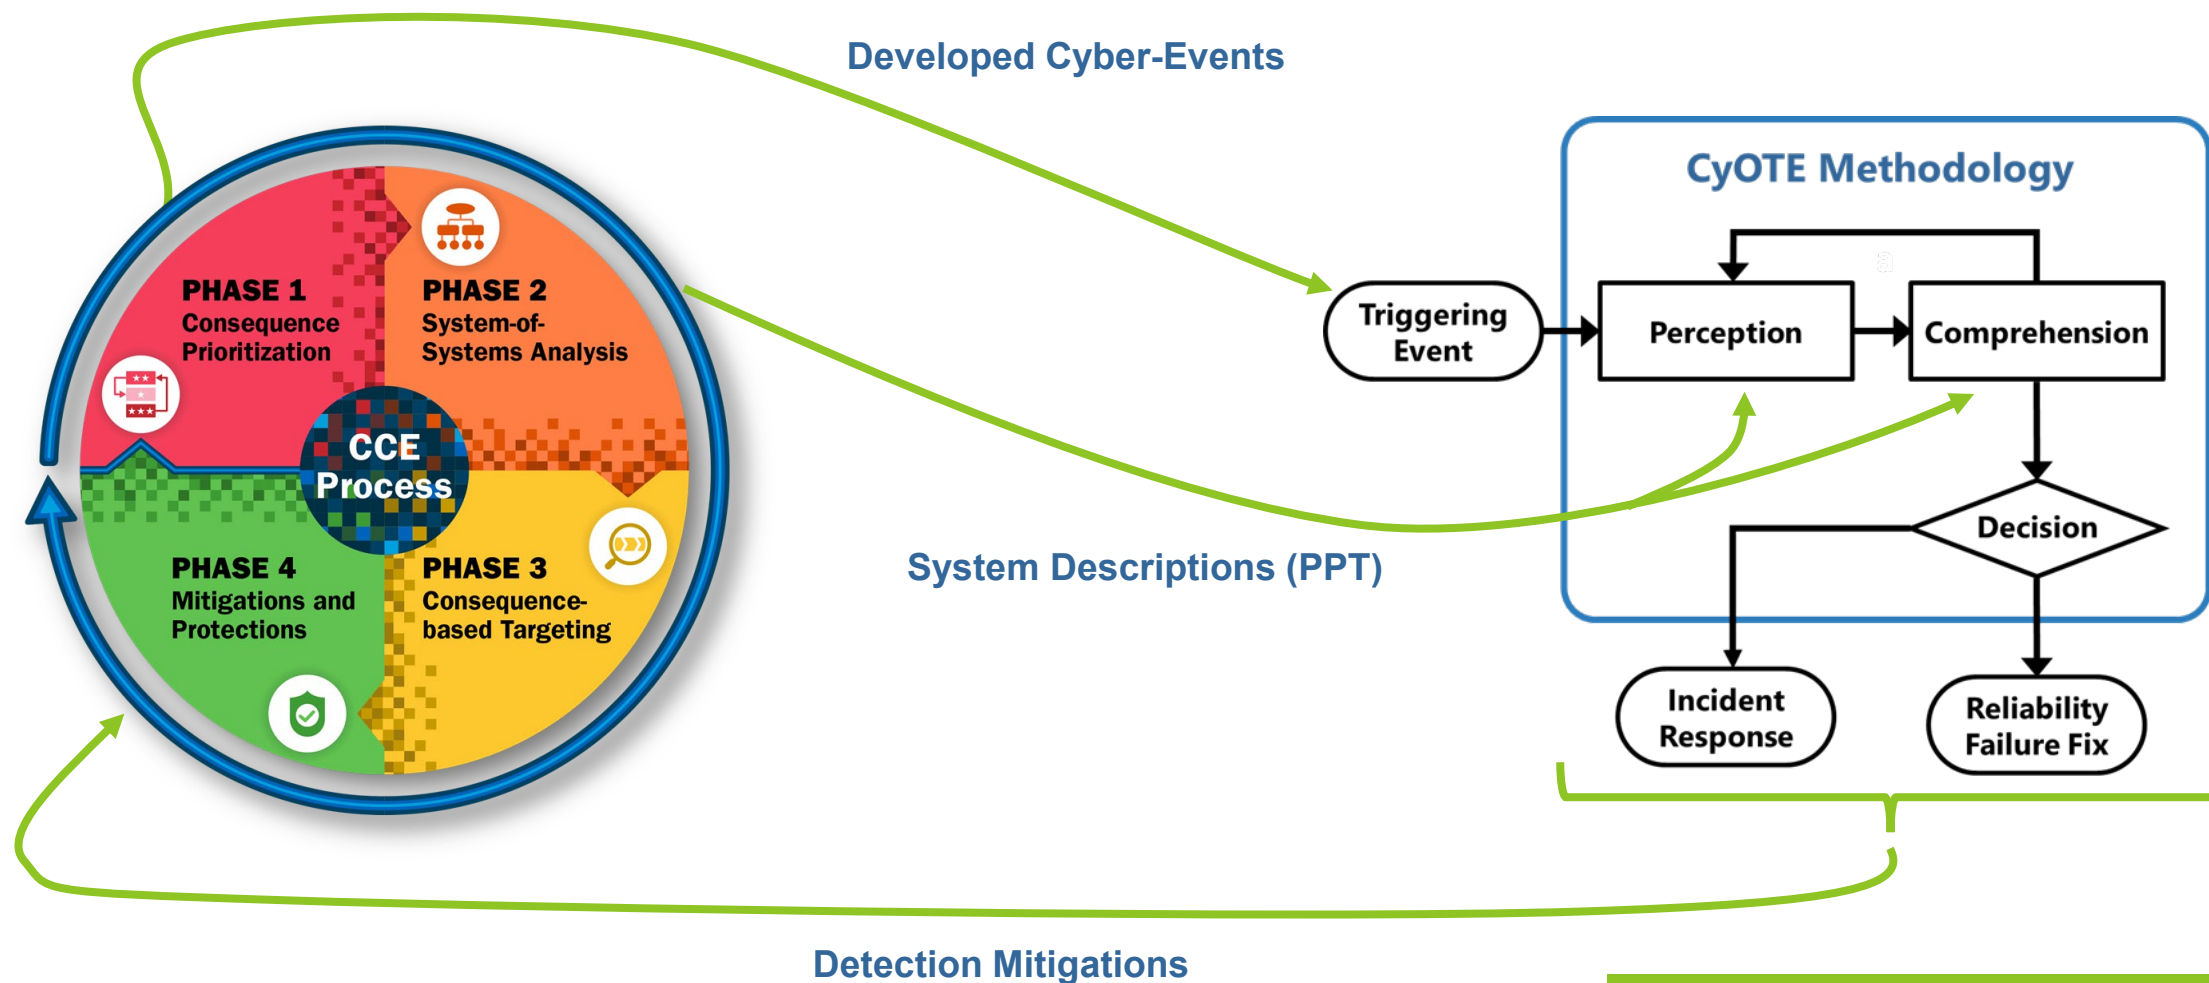 Developed Cyber-Events
CyOTE Methodology
a
PHASE 1
Consequence
Prioritization
PHASE 2
System-of-
Systems Analysis
Triggering
Event
Perception
Comprehension
CCE
Process
Decision
System Descriptions (PPT)
PHASE 4
Mitigations and
Protections
PHASE 3
Consequence-
based Targeting
Incident
Response
Reliability
Failure Fix
Detection Mitigations